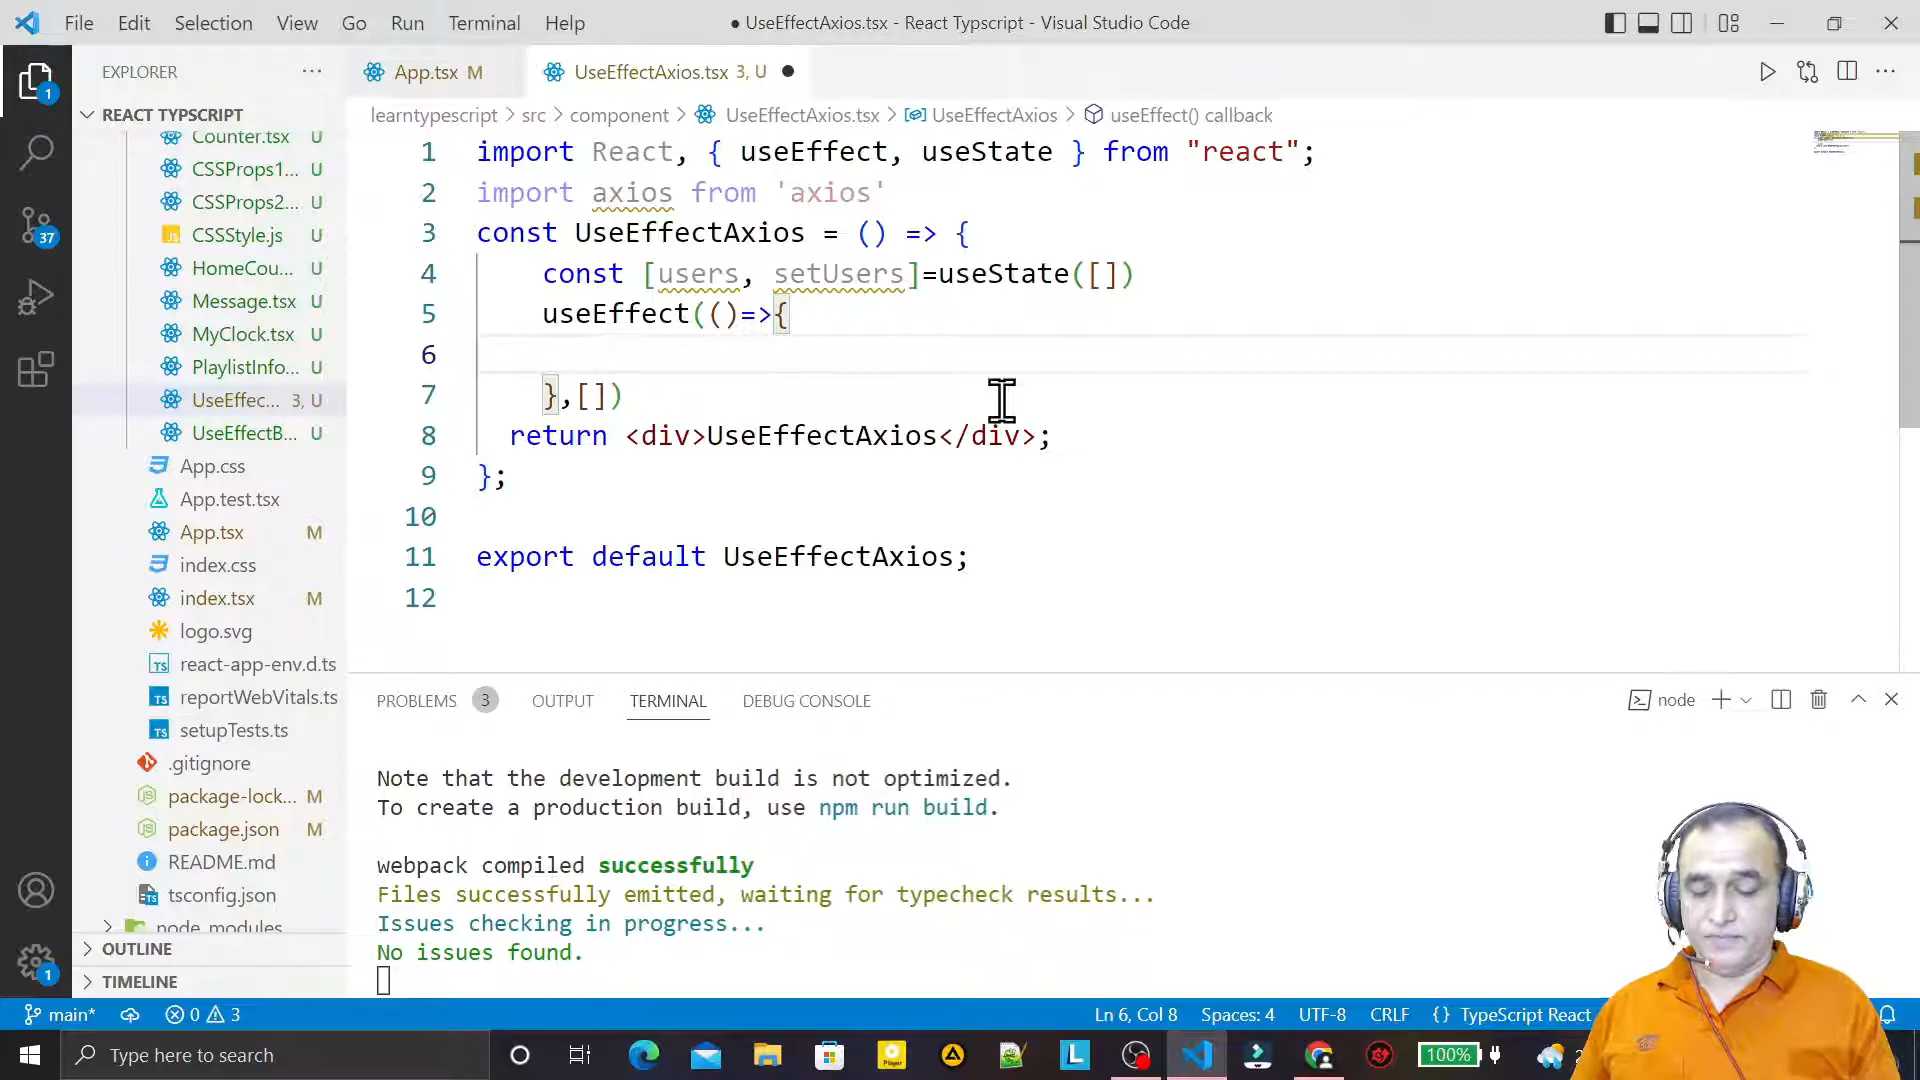 File Edit Selection View Go Run Terminal Help
● UseEffectAxios.tsx - React Typscript - Visual Studio Code
EXPLORER ...
App.tsx M
UseEffectAxios.tsx 3, U
REACT TYPSCRIPT
learntypescript > src > component > UseEffectAxios.tsx > UseEffectAxios > useEffect() callback
Counter.tsx U
CSSProps1... U
CSSProps2... U
CSSStyle.js U
HomeCou... U
Message.tsx U
MyClock.tsx U
PlaylistInfo... U
UseEffec... 3, U
UseEffectB... U
App.css
App.test.tsx
App.tsx M
index.css
index.tsx M
logo.svg
react-app-env.d.ts
reportWebVitals.ts
setupTests.ts
.gitignore
package-lock... M
package.json M
README.md
tsconfig.json
node_modules
OUTLINE
TIMELINE
1 import React, { useEffect, useState } from "react";
2 import axios from 'axios'
3 const UseEffectAxios = () => {
4 const [users, setUsers]=useState([])
5 useEffect(()=>{
6
7 },[])
8 return <div>UseEffectAxios</div>;
9 };
10
11 export default UseEffectAxios;
12
PROBLEMS 3 OUTPUT TERMINAL DEBUG CONSOLE
node
Note that the development build is not optimized.
To create a production build, use npm run build.
webpack compiled successfully
Files successfully emitted, waiting for typecheck results...
Issues checking in progress...
No issues found.
1
37
1
main* 0 3
Ln 6, Col 8 Spaces: 4 UTF-8 CRLF {} TypeScript React
Type here to search
100%